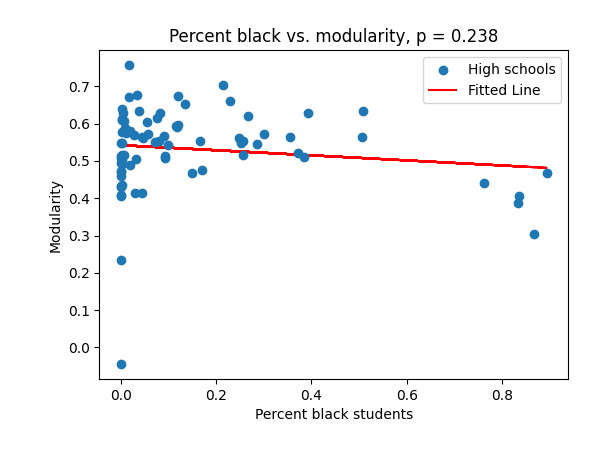 Percent black vs. modularity, p = 0.238
High schools
Fitted Line
0.7
0.6
0.5
0.4
0.3
0.2
0.1
0.0
Modularity
0.0 0.2 0.4 0.6 0.8
Percent black students